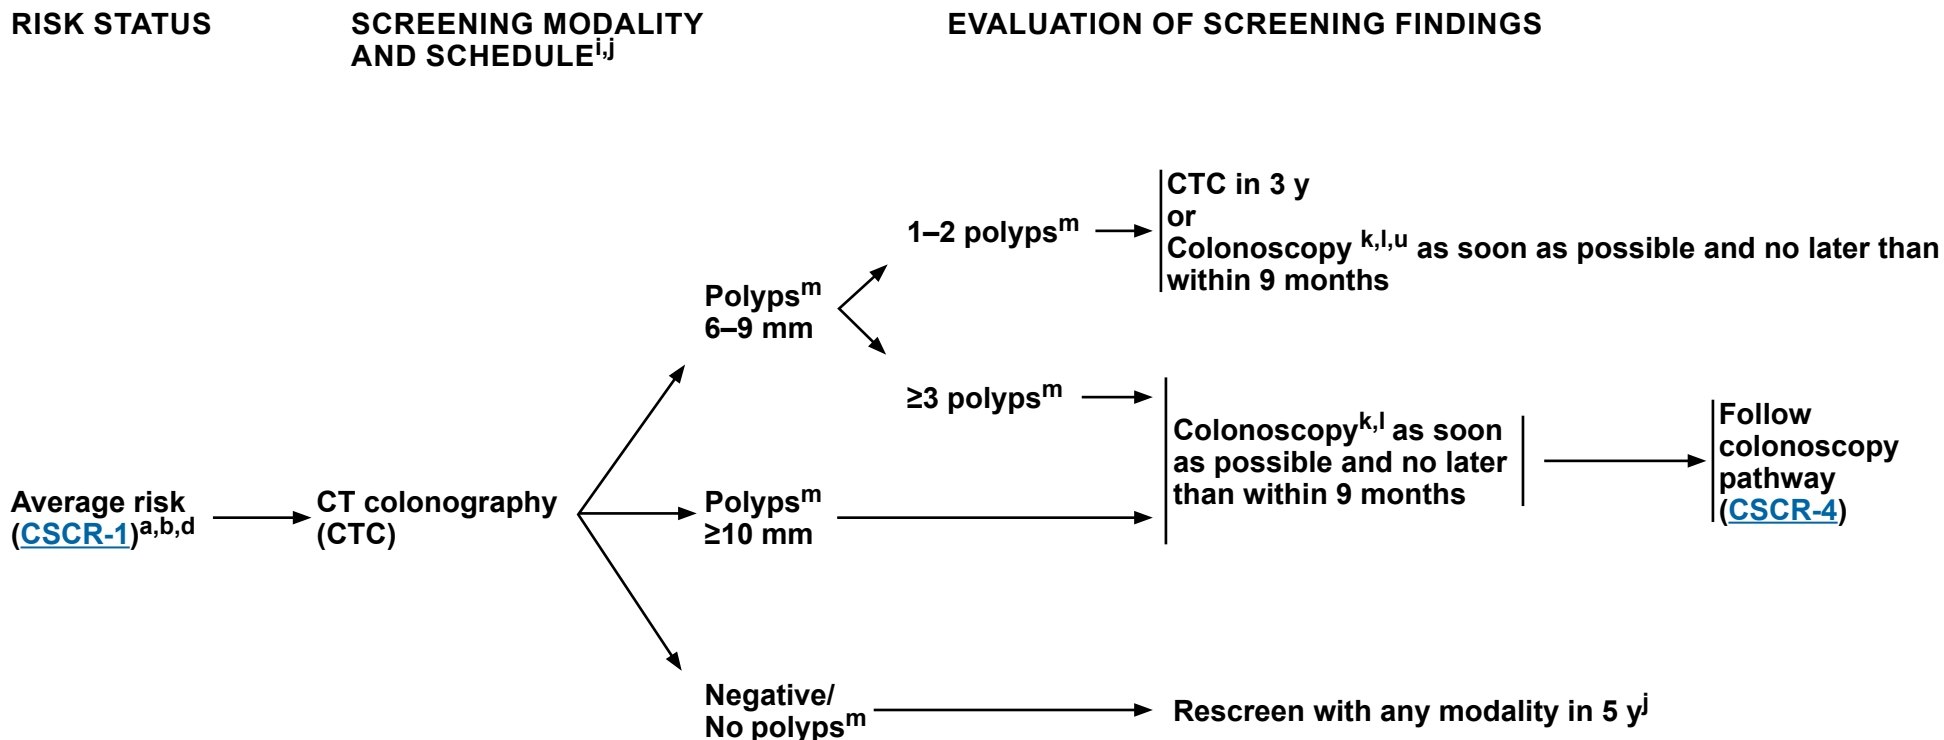 RISK STATUS
SCREENING MODALITY
AND SCHEDULEi,j
EVALUATION OF SCREENING FINDINGS
Average risk
(CSCR-1)a,b,d
CT colonography
(CTC)
Polypsm
6–9 mm
1–2 polypsm
CTC in 3 y
or
Colonoscopy k,l,u as soon as possible and no later than
within 9 months
≥3 polypsm
Polypsm
≥10 mm
Colonoscopyk,l as soon
as possible and no later
than within 9 months
Follow
colonoscopy
pathway
(CSCR-4)
Negative/
No polypsm
Rescreen with any modality in 5 yj